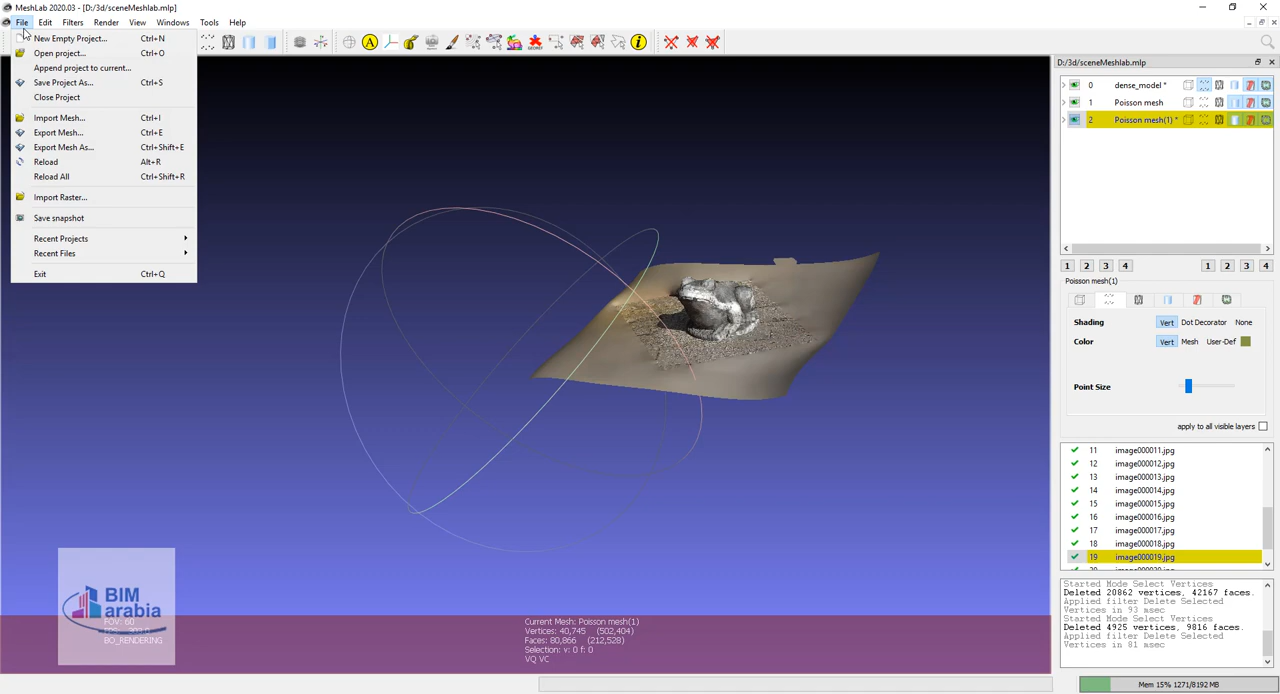 MeshLab 2020.03 - [D:/3d/sceneMeshlab.mlp]
File Edit Filters Render View Windows Tools Help
New Empty Project... Ctrl+N
Open project... Ctrl+O
Append project to current...
Save Project As... Ctrl+S
Close Project
Import Mesh... Ctrl+I
Export Mesh... Ctrl+E
Export Mesh As... Ctrl+Shift+E
Reload Alt+R
Reload All Ctrl+Shift+R
Import Raster...
Save snapshot
Recent Projects
Recent Files
Exit Ctrl+Q
D:/3d/sceneMeshlab.mlp
0 dense_model *
1 Poisson mesh
2 Poisson mesh(1) *
1 2 3 4 1 2 3 4
Poisson mesh(1)
Shading Vert Dot Decorator None
Color Vert Mesh User-Def
Point Size
apply to all visible layers
11 image000011.jpg
12 image000012.jpg
13 image000013.jpg
14 image000014.jpg
15 image000015.jpg
16 image000016.jpg
17 image000017.jpg
18 image000018.jpg
19 image000019.jpg
Started Mode Select Vertices
Deleted 20862 vertices, 42167 faces.
Applied filter Delete Selected
Vertices in 93 msec
Started Mode Select Vertices
Deleted 4925 vertices, 9816 faces.
Applied filter Delete Selected
Vertices in 81 msec
BIM
arabia
FOV: 60
BO_RENDERING
Current Mesh: Poisson mesh(1)
Vertices: 40,745 (502,404)
Faces: 80,866 (212,528)
Selection: v: 0 f: 0
VQ VC
Mem 15% 1271/8192 MB